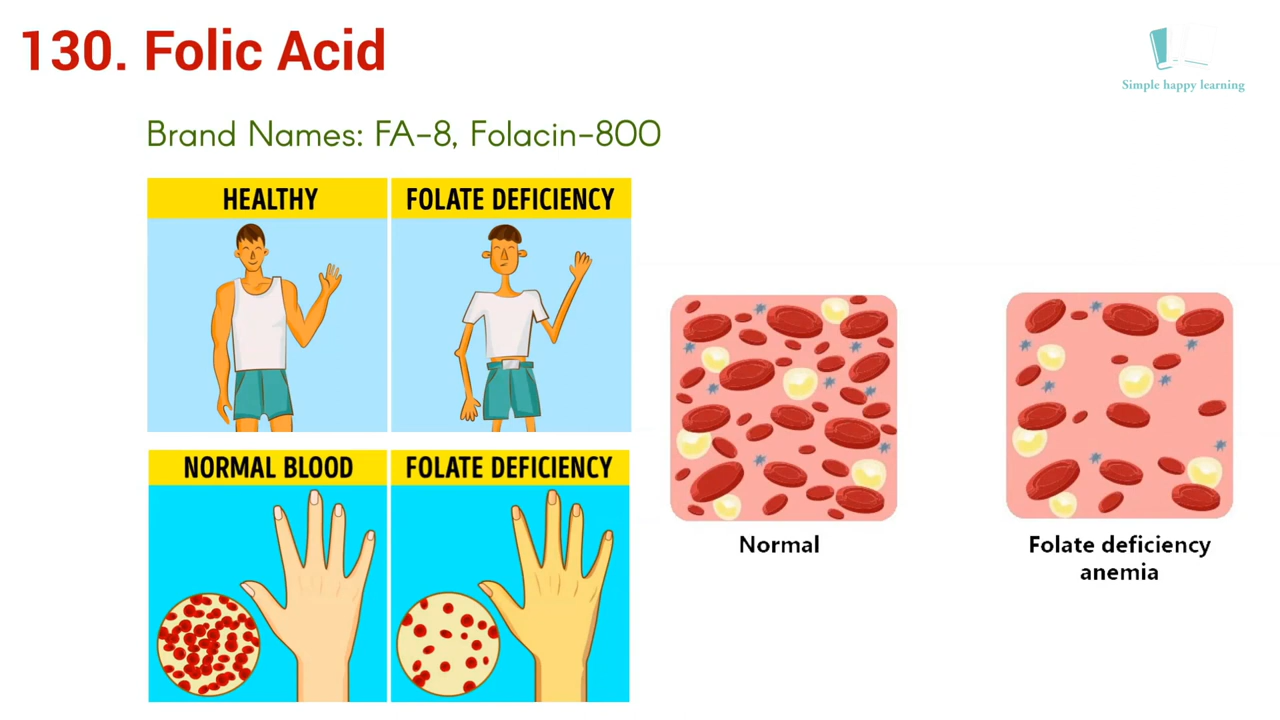 130. Folic Acid
Simple happy learning
Brand Names: FA-8, Folacin-800
HEALTHY
FOLATE DEFICIENCY
NORMAL BLOOD
FOLATE DEFICIENCY
Normal
Folate deficiency
anemia